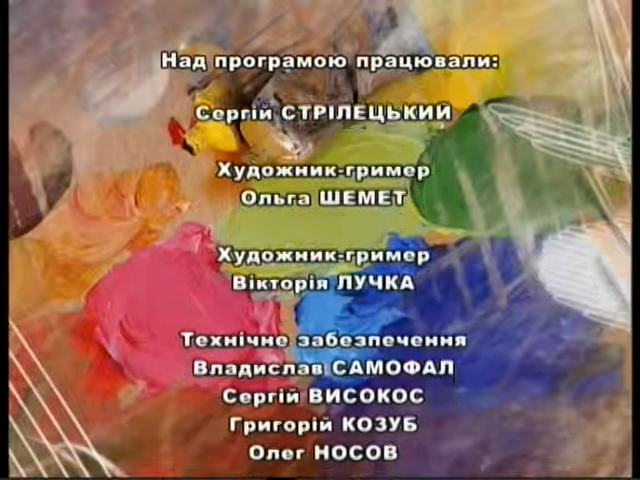 Над програмою працювали:
Сергій СТРІЛЕЦЬКИЙ
Художник-гример
Ольга ШЕМЕТ
Художник-гример
Вікторія ЛУЧКА
Технічне забезпечення
Владислав САМОФАЛ
Сергій ВИСОКОС
Григорій КОЗУБ
Олег НОСОВ